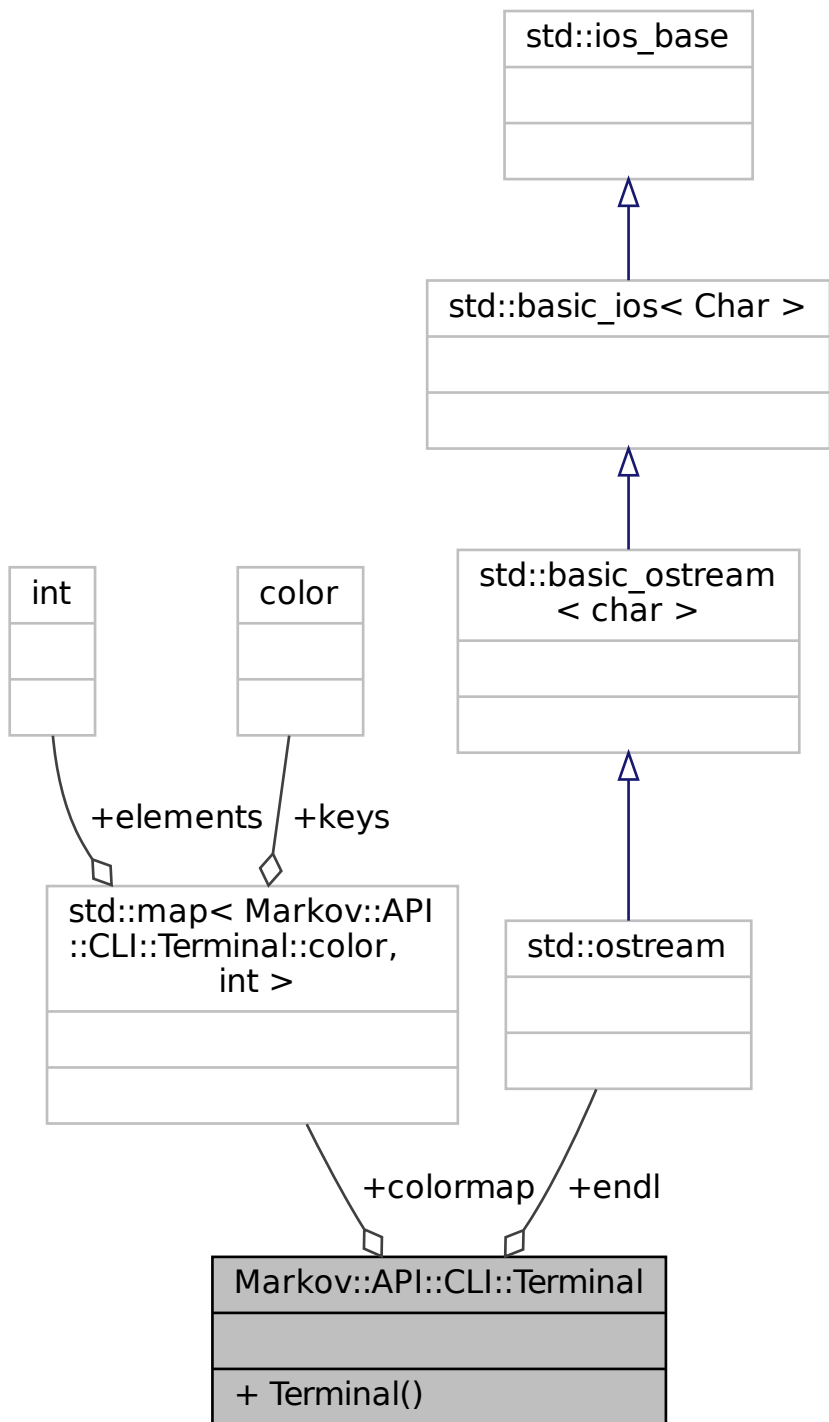 std::ios_base
std::basic_ios< Char >
std::basic_ostream
< char >
int
color
+elements
+keys
std::map< Markov::API
::CLI::Terminal::color,
int >
std::ostream
+colormap
+endl
Markov::API::CLI::Terminal
+ Terminal()